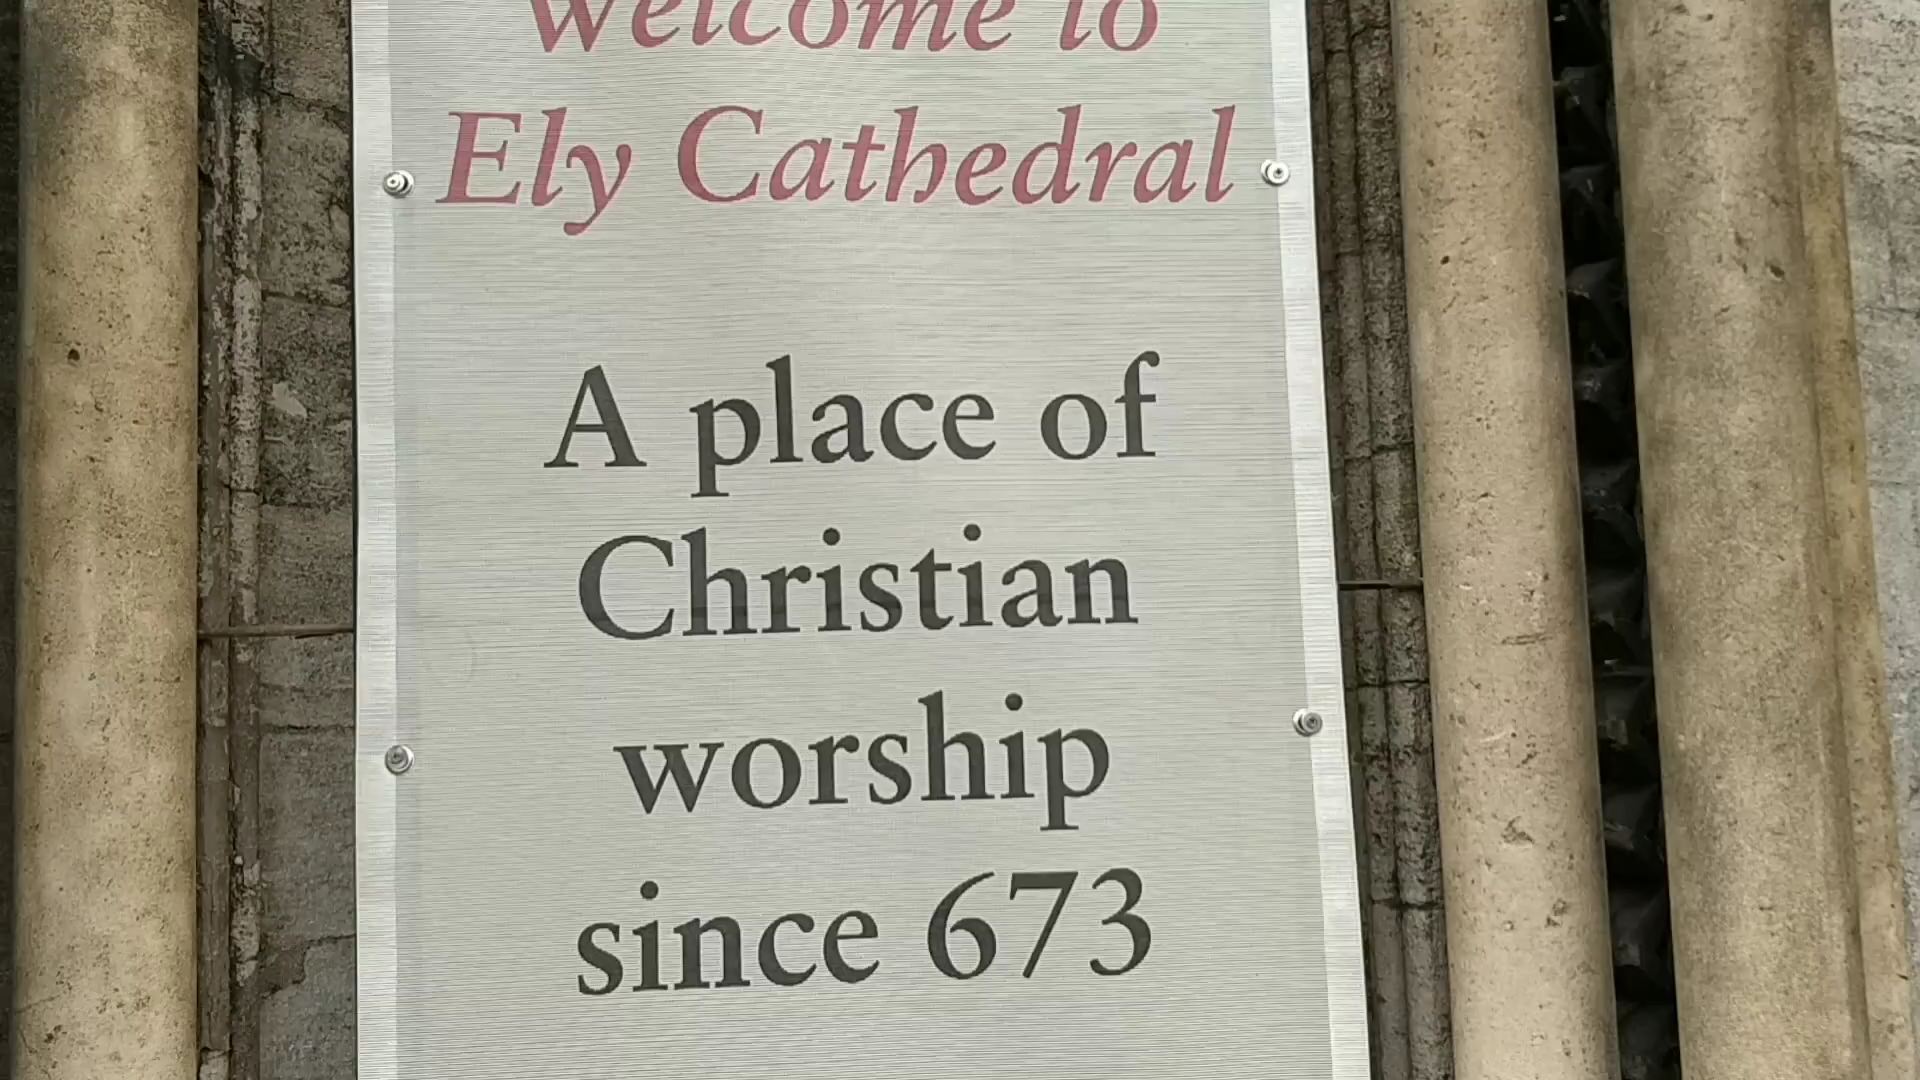 Welcome to
Ely Cathedral
A place of
Christian
worship
since 673